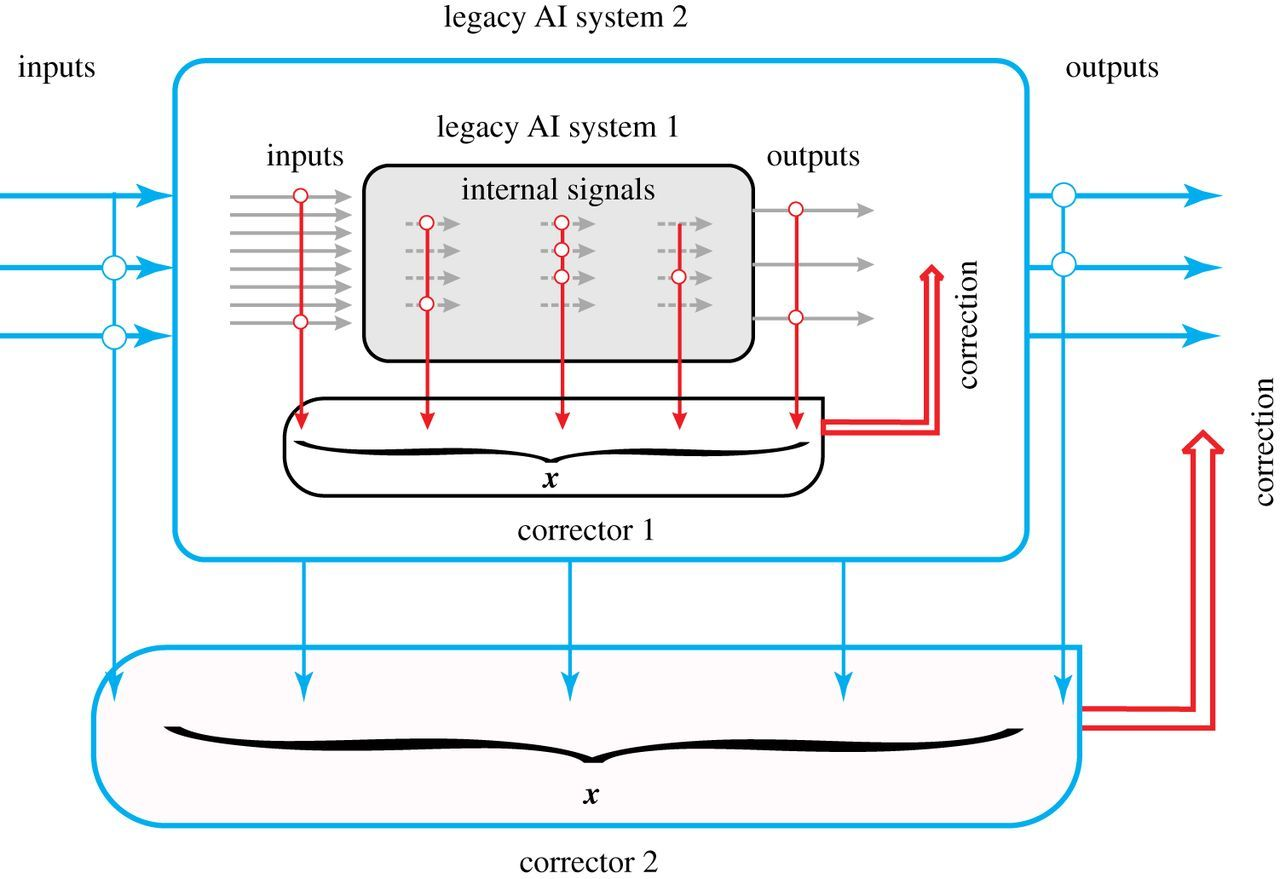 legacy AI system 2
inputs
outputs
legacy AI system 1
inputs
outputs
internal signals
correction
x
corrector 1
correction
x
corrector 2